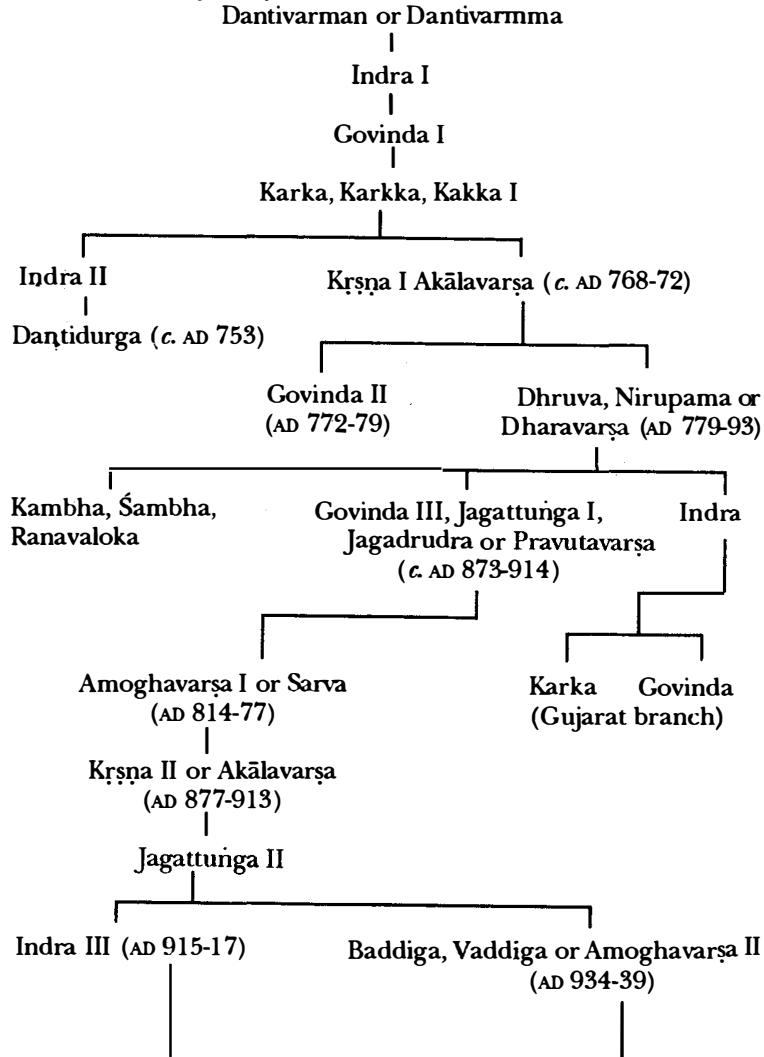 Dantivarman or Dantivarmma
Indra I
Govinda I
Karka, Karkka, Kakka I
Indra II
Kṛṣṇa I Akālavarṣa (c. AD 768-72)
Dantidurga (c. AD 753)
Govinda II
(AD 772-79)
Dhruva, Nirupama or
Dharavarṣa (AD 779-93)
Kambha, Śambha,
Ranavaloka
Govinda III, Jagattuṅga I,
Jagadrudra or Pravutavarṣa
(c. AD 873-914)
Indra
Amoghavarṣa I or Sarva
(AD 814-77)
Karka Govinda
(Gujarat branch)
Kṛṣṇa II or Akālavarṣa
(AD 877-913)
Jagattuṅga II
Indra III (AD 915-17)
Baddiga, Vaddiga or Amoghavarṣa II
(AD 934-39)